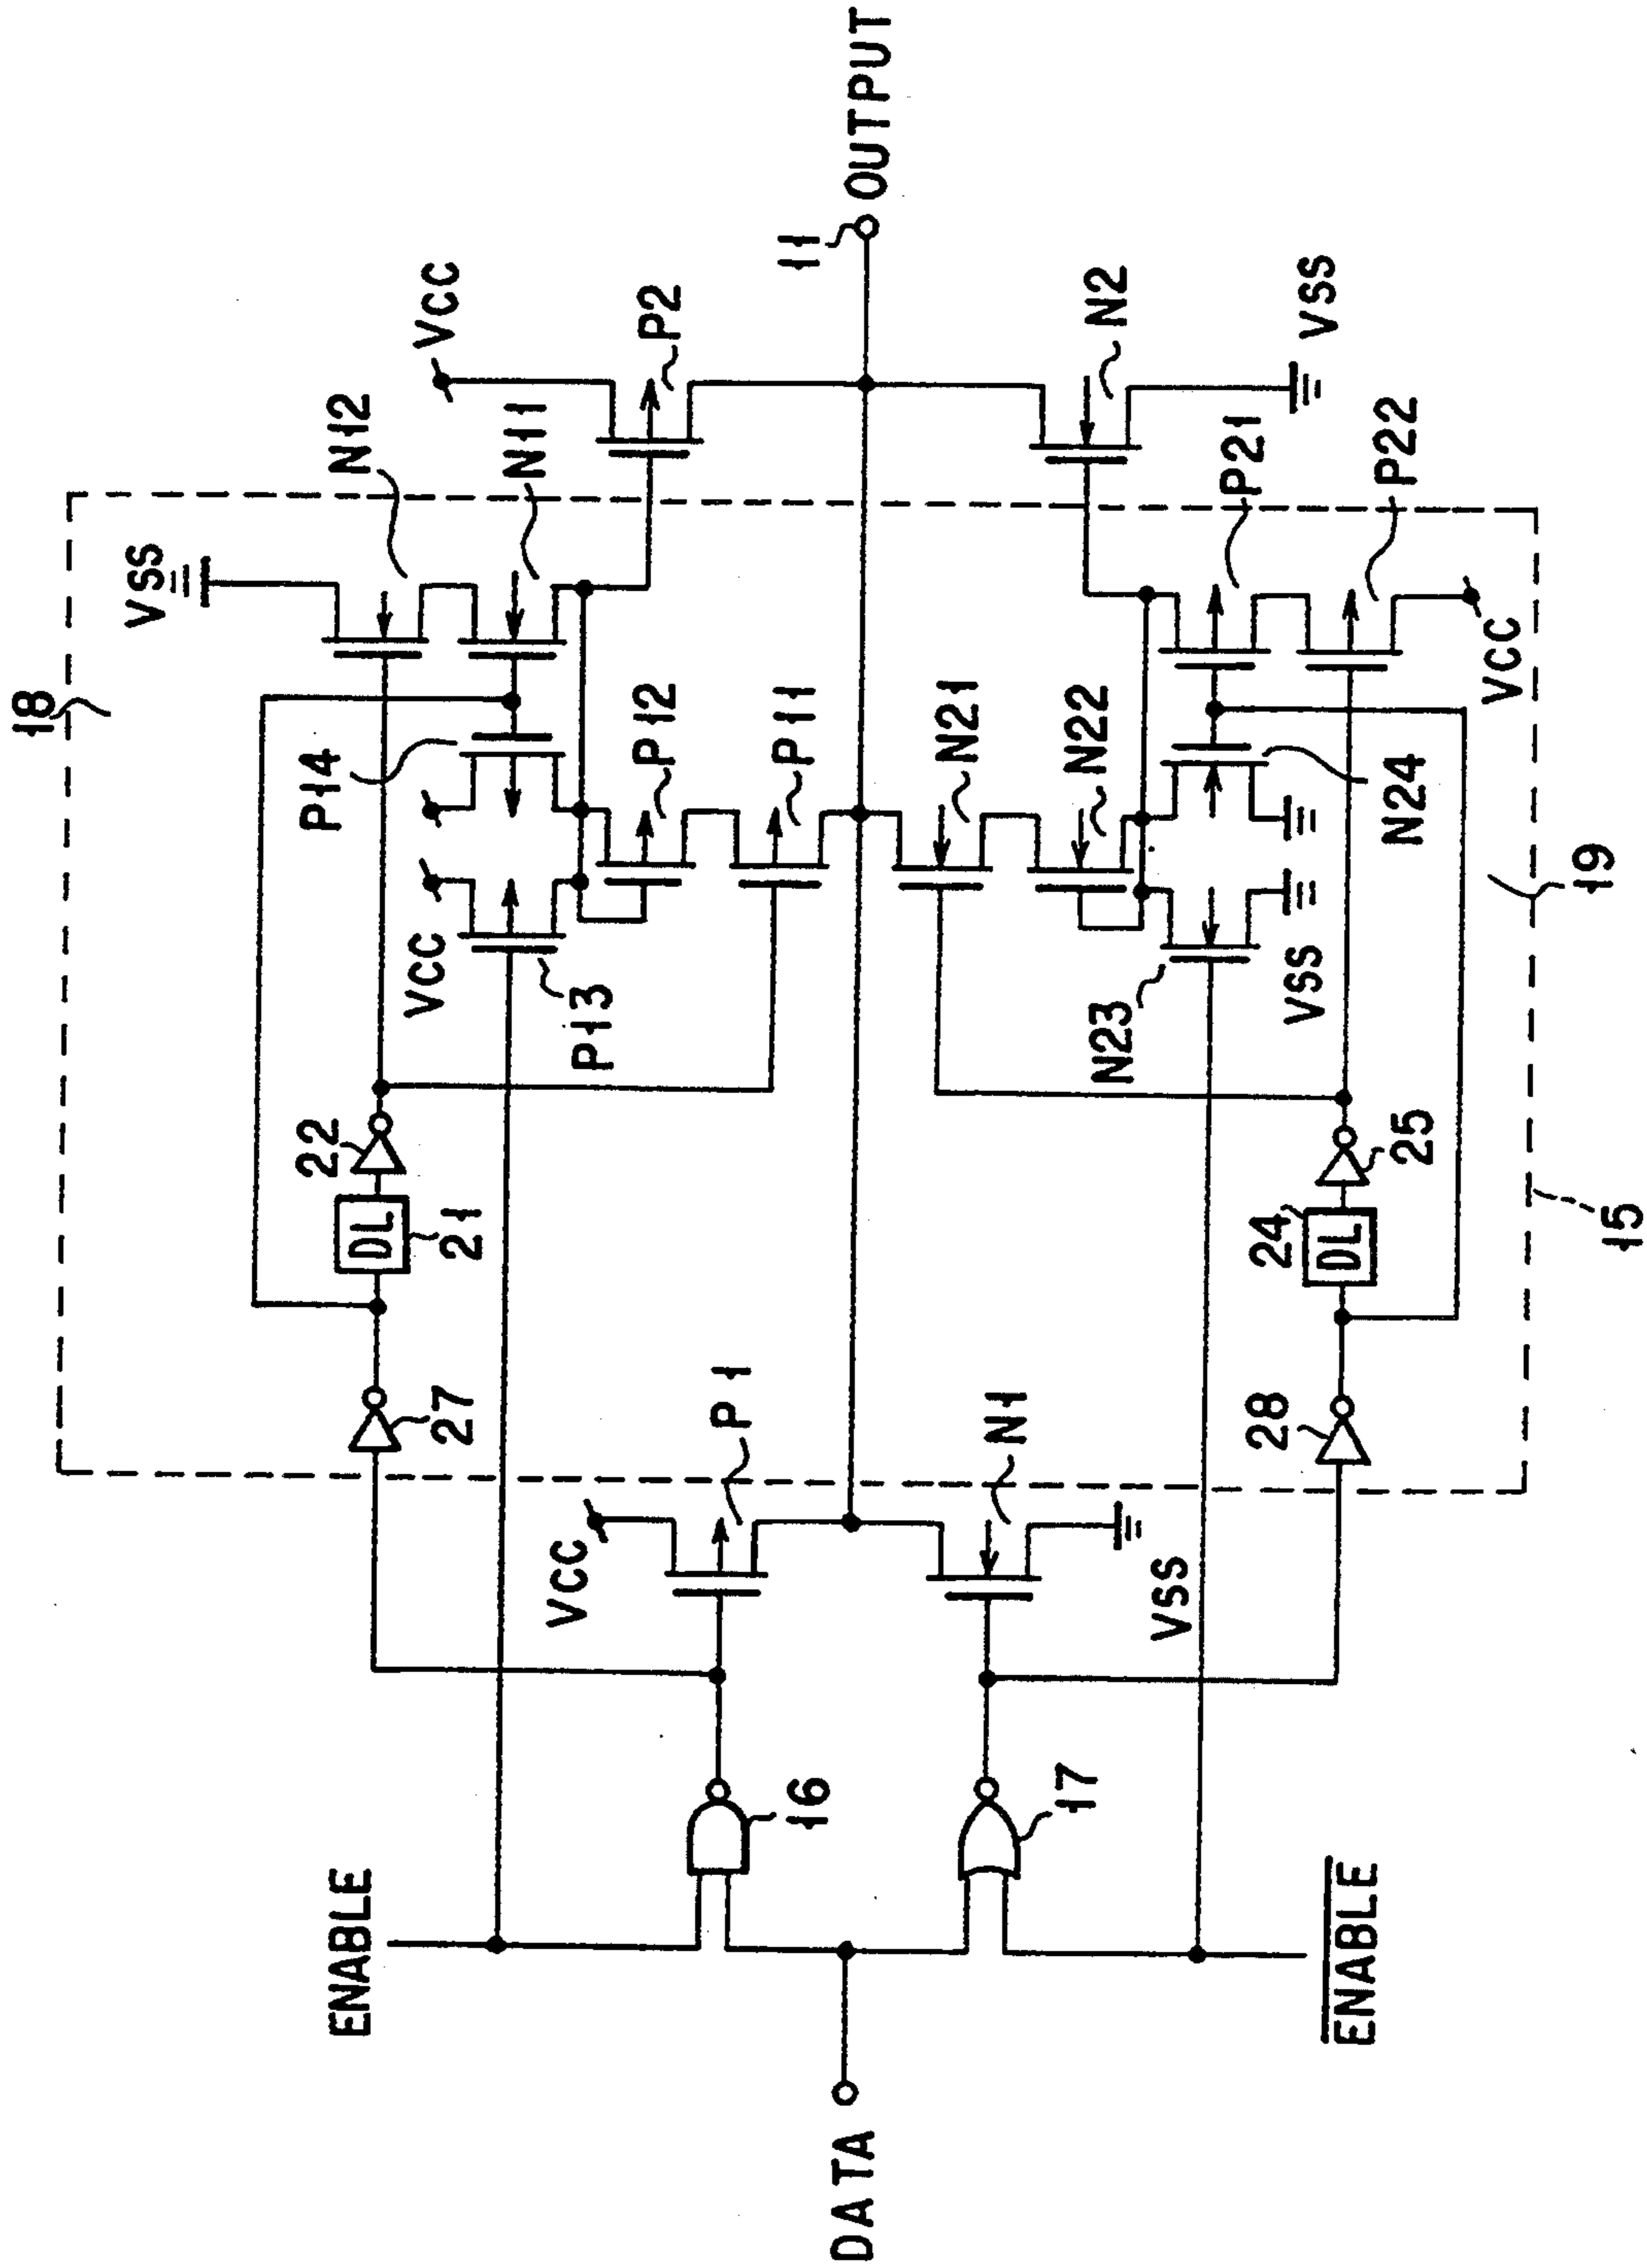 18
VSS
N12
VCC
N11
P14
P2
22
VCC
P12
DL
21
P13
P11
11
OUTPUT
27
P1
VCC
ENABLE
16
DATA
N21
N22
N2
VSS
N1
17
VSS
N23
VSS
P21
N24
P22
VCC
28
24
DL
25
19
15
ENABLE